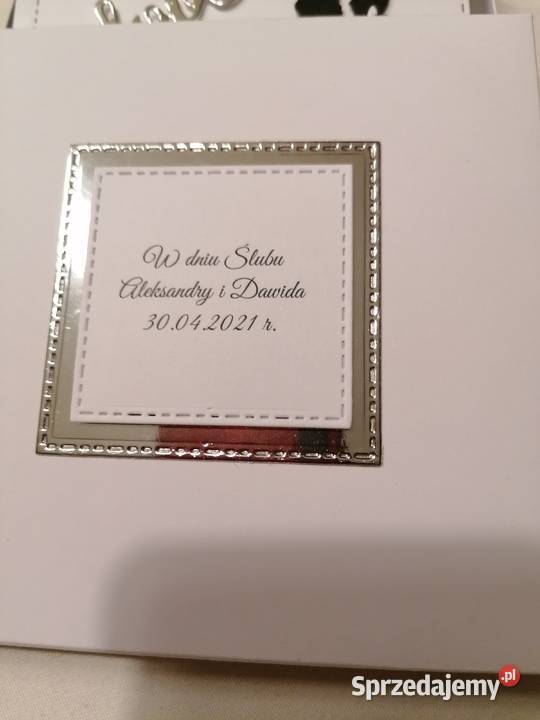 W dniu Ślubu
Aleksandry i Dawida
30.04.2021 r.
Sprzedajemy.pl